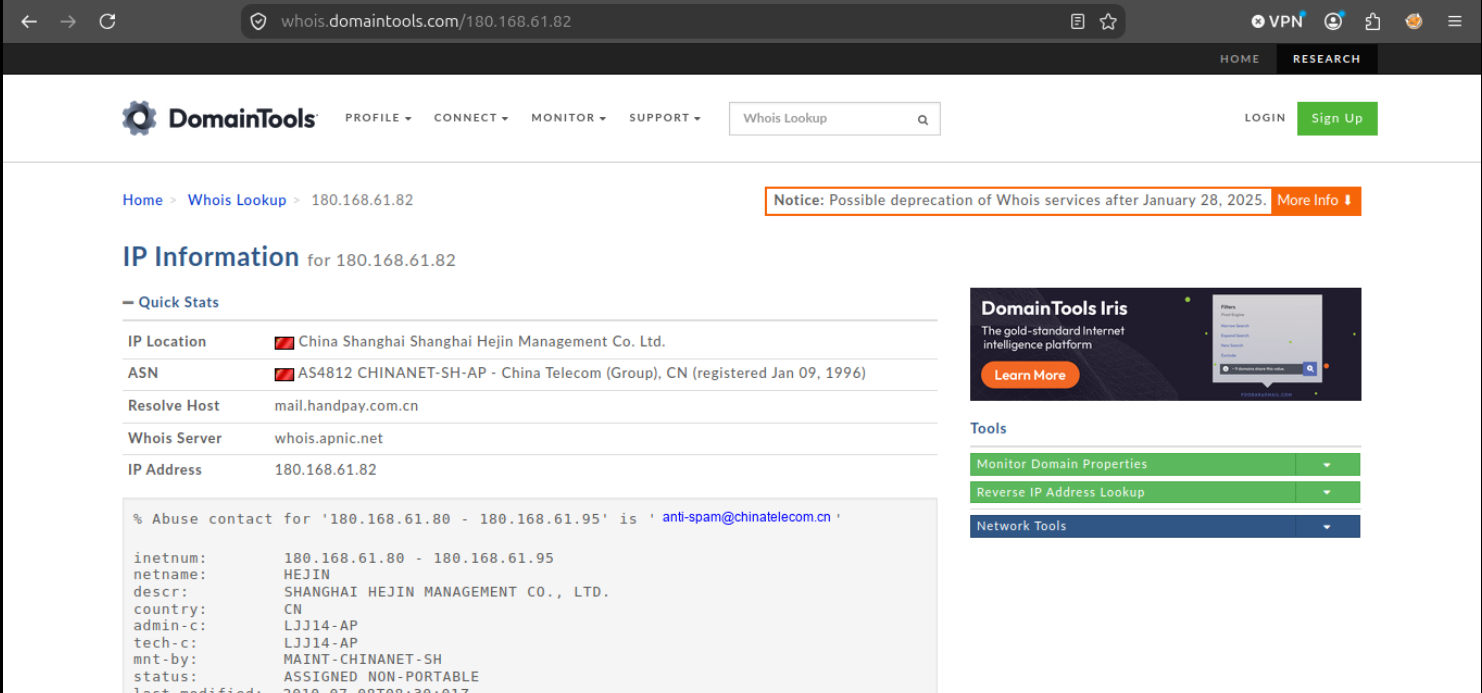 whois.domaintools.com/180.168.61.82
VPN
HOME RESEARCH
DomainTools PROFILE CONNECT MONITOR SUPPORT Whois Lookup LOGIN Sign Up
Home > Whois Lookup > 180.168.61.82
Notice: Possible deprecation of Whois services after January 28, 2025. More Info
IP Information for 180.168.61.82
Quick Stats
IP Location China Shanghai Shanghai Hejin Management Co. Ltd.
ASN AS4812 CHINANET-SH-AP - China Telecom (Group), CN (registered Jan 09, 1996)
Resolve Host mail.handpay.com.cn
Whois Server whois.apnic.net
IP Address 180.168.61.82
% Abuse contact for '180.168.61.80 - 180.168.61.95' is ' anti-spam@chinatelecom.cn '
inetnum: 180.168.61.80 - 180.168.61.95
netname: HEJIN
descr: SHANGHAI HEJIN MANAGEMENT CO., LTD.
country: CN
admin-c: LJJ14-AP
tech-c: LJJ14-AP
mnt-by: MAINT-CHINANET-SH
status: ASSIGNED NON-PORTABLE
last-modified: 2010-07-08T08:30:01Z
DomainTools Iris
The gold-standard Internet
intelligence platform
Learn More
Filters
Tools
Monitor Domain Properties
Reverse IP Address Lookup
Network Tools